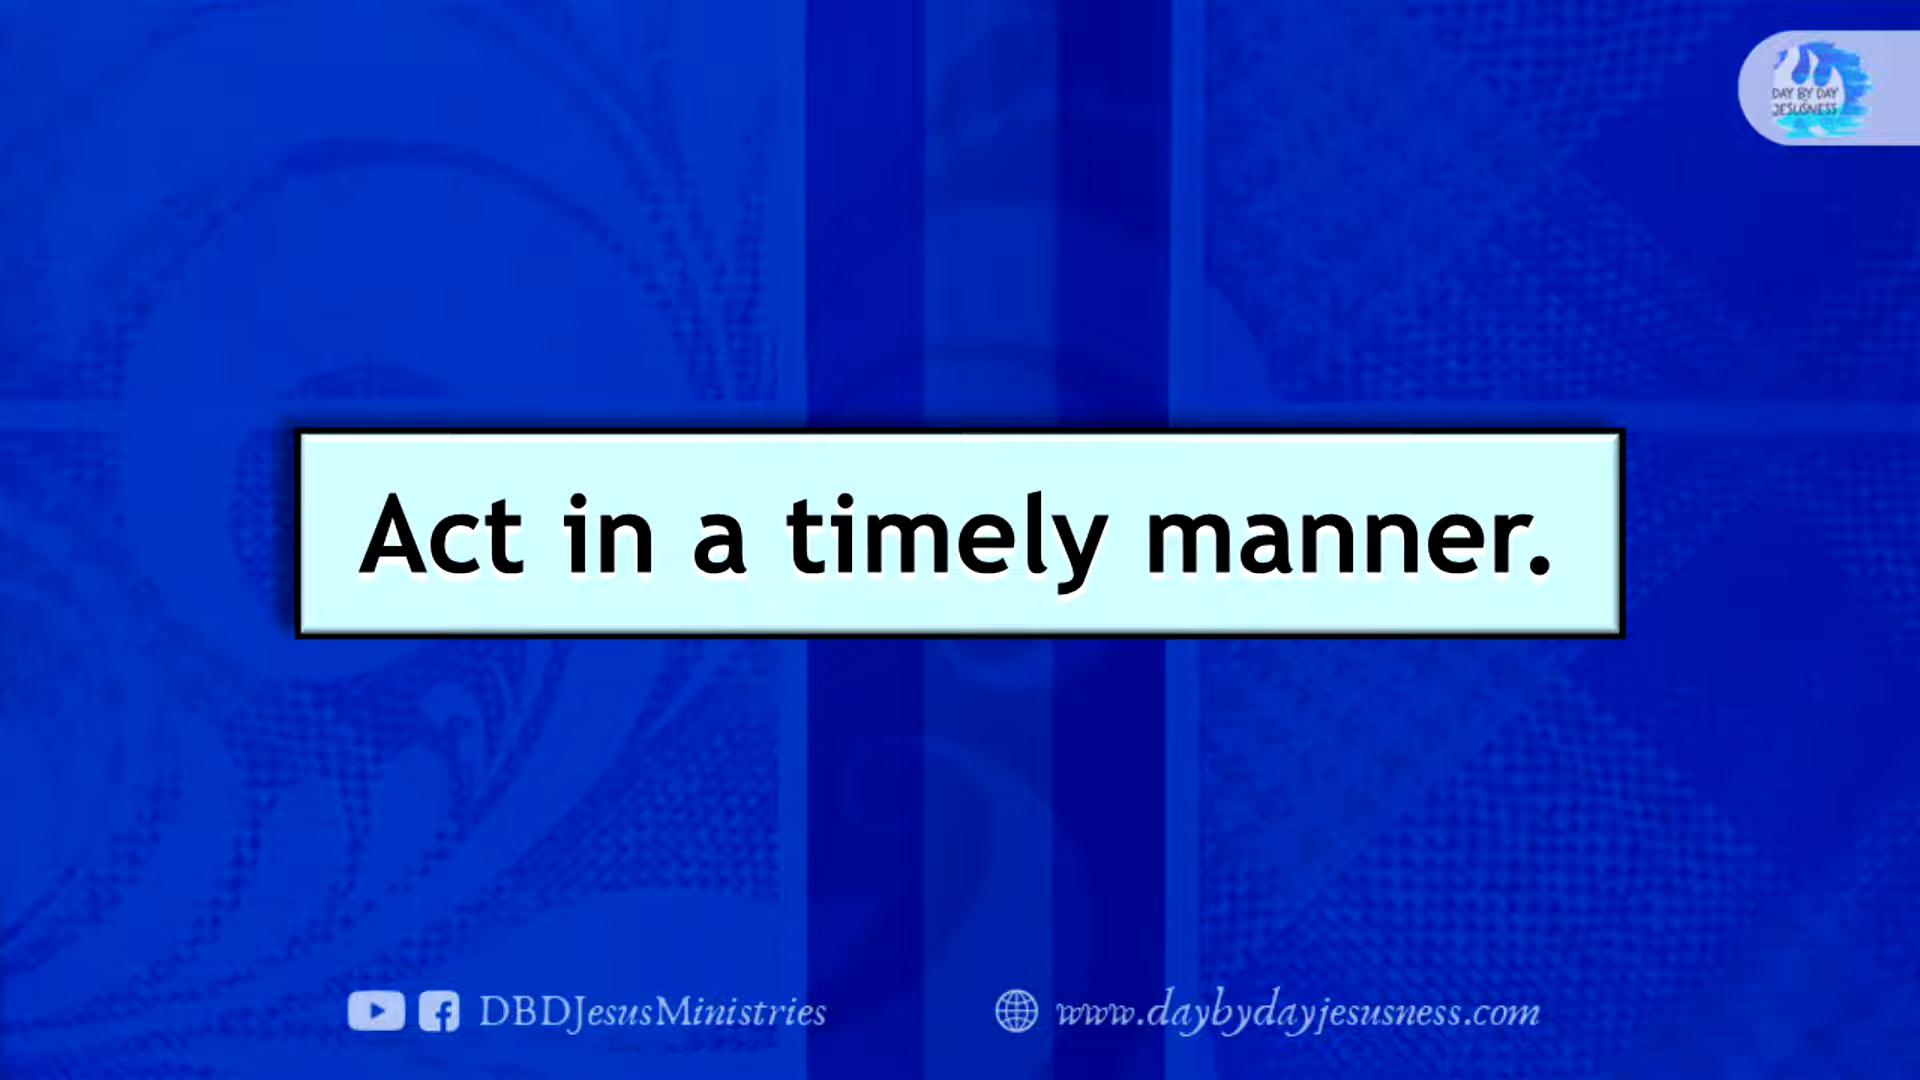 DAY BY DAY
JESUSNESS
Act in a timely manner.
DBDJesusMinistries
www.daybydayjesusness.com